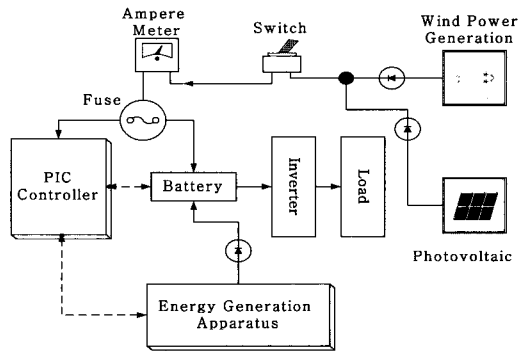 Ampere
Meter
Switch
Wind Power
Generation
Fuse
PIC
Controller
Battery
Inverter
Load
Photovoltaic
Energy Generation
Apparatus